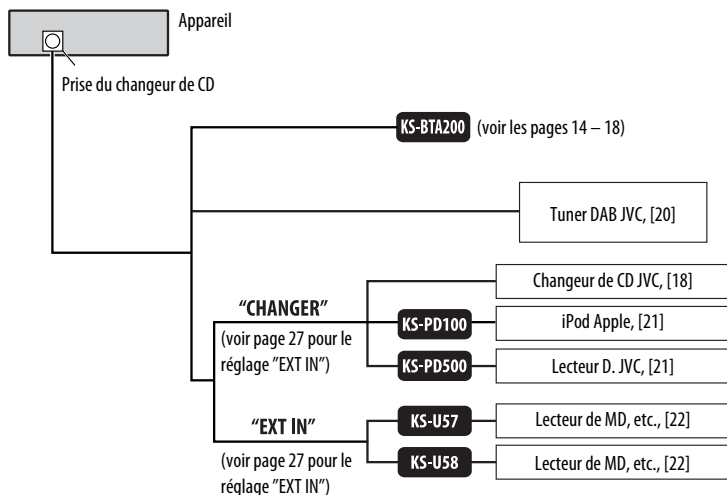 Appareil
Prise du changeur de CD
KS-BTA200 (voir les pages 14 – 18)
Tuner DAB JVC, [20]
Changeur de CD JVC, [18]
“CHANGER”
(voir page 27 pour le
réglage "EXT IN")
KS-PD100
iPod Apple, [21]
KS-PD500
Lecteur D. JVC, [21]
“EXT IN”
(voir page 27 pour le
réglage "EXT IN")
KS-U57
Lecteur de MD, etc., [22]
KS-U58
Lecteur de MD, etc., [22]